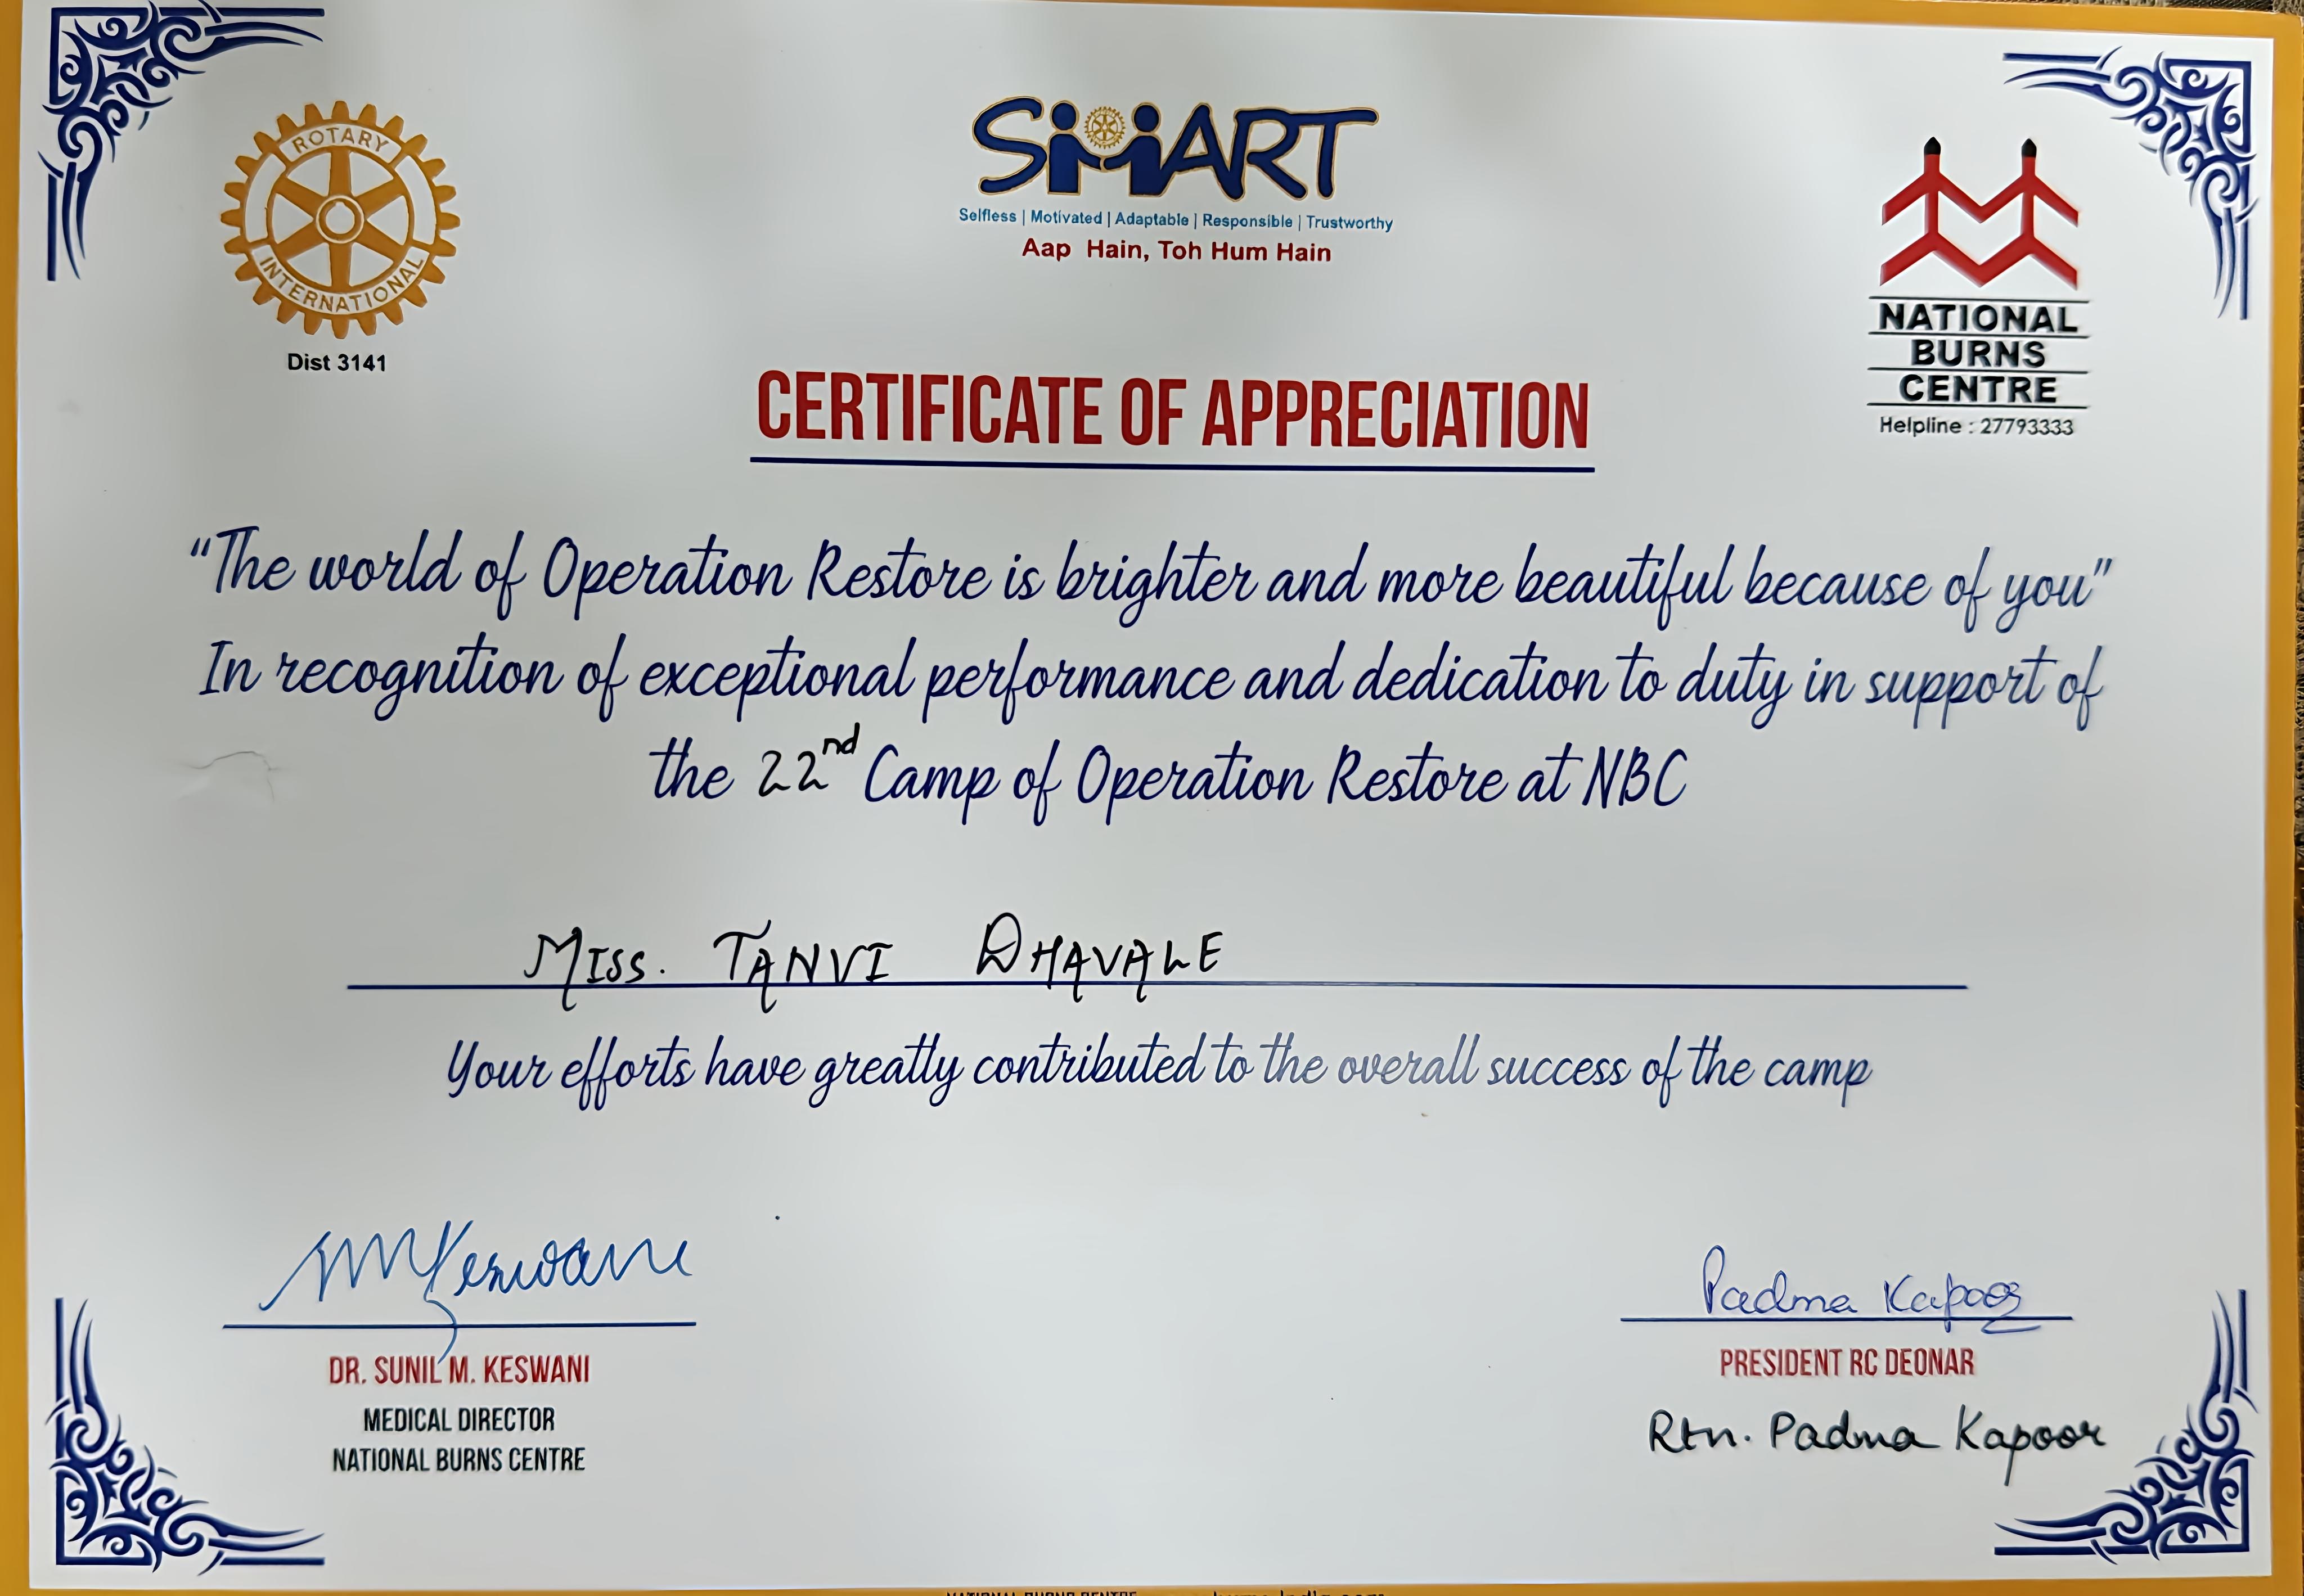 ROTARY
INTERNATIONAL
Dist 3141
SMART
Selfless | Motivated | Adaptable | Responsible | Trustworthy
Aap Hain, Toh Hum Hain
NATIONAL
BURNS
CENTRE
Helpline : 27793333
CERTIFICATE OF APPRECIATION
"The world of Operation Restore is brighter and more beautiful because of you"
In recognition of exceptional performance and dedication to duty in support of
the 22nd Camp of Operation Restore at NBC
MISS. TANVI DHAVALE
Your efforts have greatly contributed to the overall success of the camp
Keswani
DR. SUNIL M. KESWANI
MEDICAL DIRECTOR
NATIONAL BURNS CENTRE
Padma Kapoor
PRESIDENT RC DEONAR
Rtn. Padma Kapoor
NATIONAL BURNS CENTRE